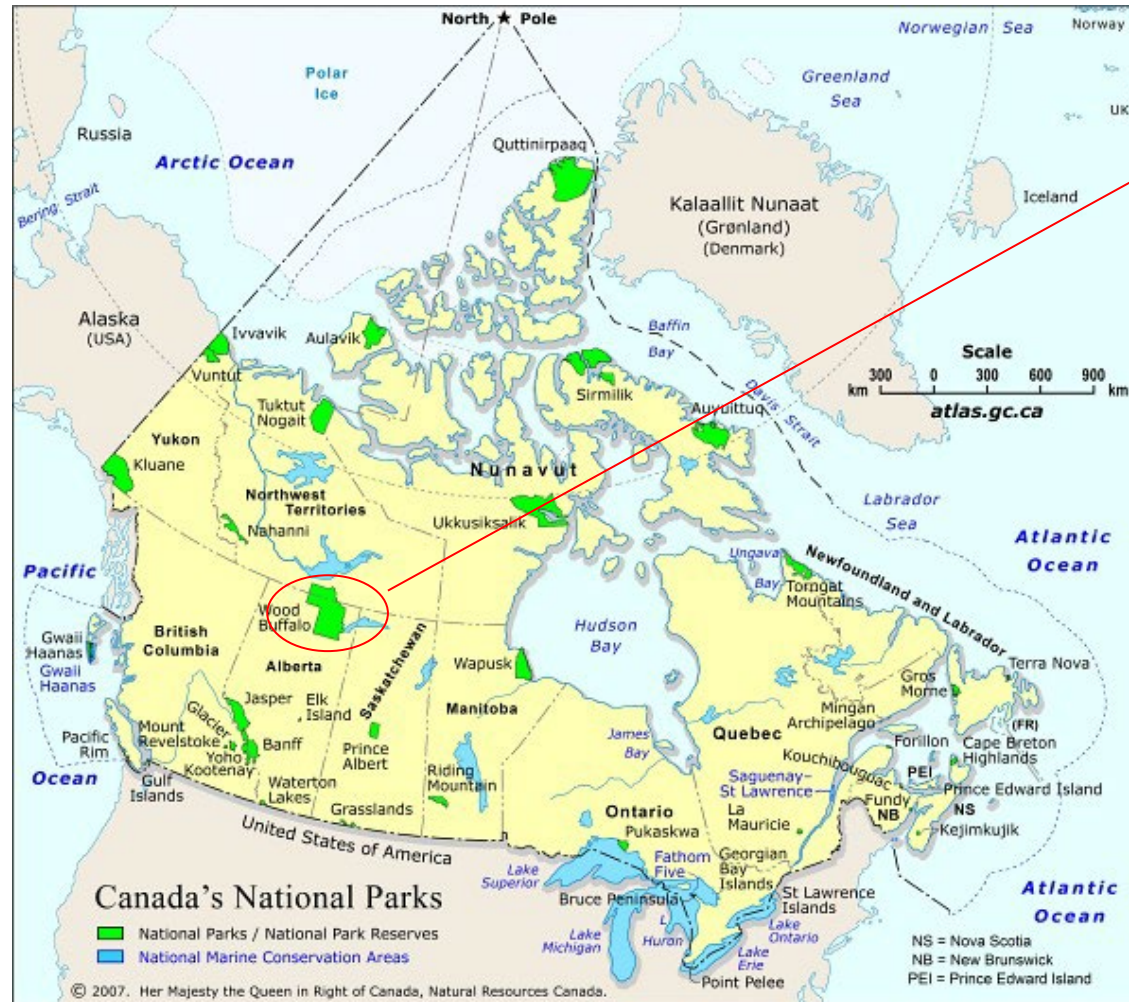 North Pole
Norwegian Sea
Norway
Polar
Ice
Greenland
Sea
UK
Russia
Arctic Ocean
Quttinirpaaq
Bering Strait
Kalaallit Nunaat
(Grønland)
(Denmark)
Iceland
Alaska
(USA)
Ivvavik
Aulavik
Baffin
Bay
Vuntut
Scale
km 300 0 300 600 900 km
atlas.gc.ca
Sirmilik
Davis Strait
Tuktut
Nogait
Auyuittuq
Yukon
Kluane
Nunavut
Northwest
Territories
Ukkusiksalik
Labrador
Sea
Nahanni
Atlantic
Ocean
Pacific
Ungava
Bay
Newfoundland and Labrador
Torngat
Mountains
Wood
Buffalo
Gwaii
Haanas
Gwaii
Haanas
British
Columbia
Alberta
Saskatchewan
Hudson
Bay
Wapusk
Terra Nova
Gros
Morne
Jasper
Elk
Island
Manitoba
Mingan
Archipelago
(FR)
Glacier
Mount
Revelstoke
Yoho
Kootenay
Banff
Prince
Albert
James
Bay
Quebec
Forillon
Cape Breton
Highlands
Pacific
Rim
Kouchibouguac
PEI
Prince Edward Island
Ocean
Gulf
Islands
Waterton
Lakes
Riding
Mountain
Saguenay–
St Lawrence
Fundy
NB
NS
Grasslands
Ontario
La
Mauricie
Kejimkujik
United States of America
Pukaskwa
Lake
Superior
Fathom
Five
Georgian
Bay
Islands
Canada's National Parks
Bruce Peninsula
St Lawrence
Islands
Atlantic
Ocean
National Parks / National Park Reserves
Lake
Michigan
L
Huron
Lake
Ontario
National Marine Conservation Areas
Lake
Erie
Point Pelee
NS = Nova Scotia
NB = New Brunswick
PEI = Prince Edward Island
© 2007. Her Majesty the Queen in Right of Canada, Natural Resources Canada.